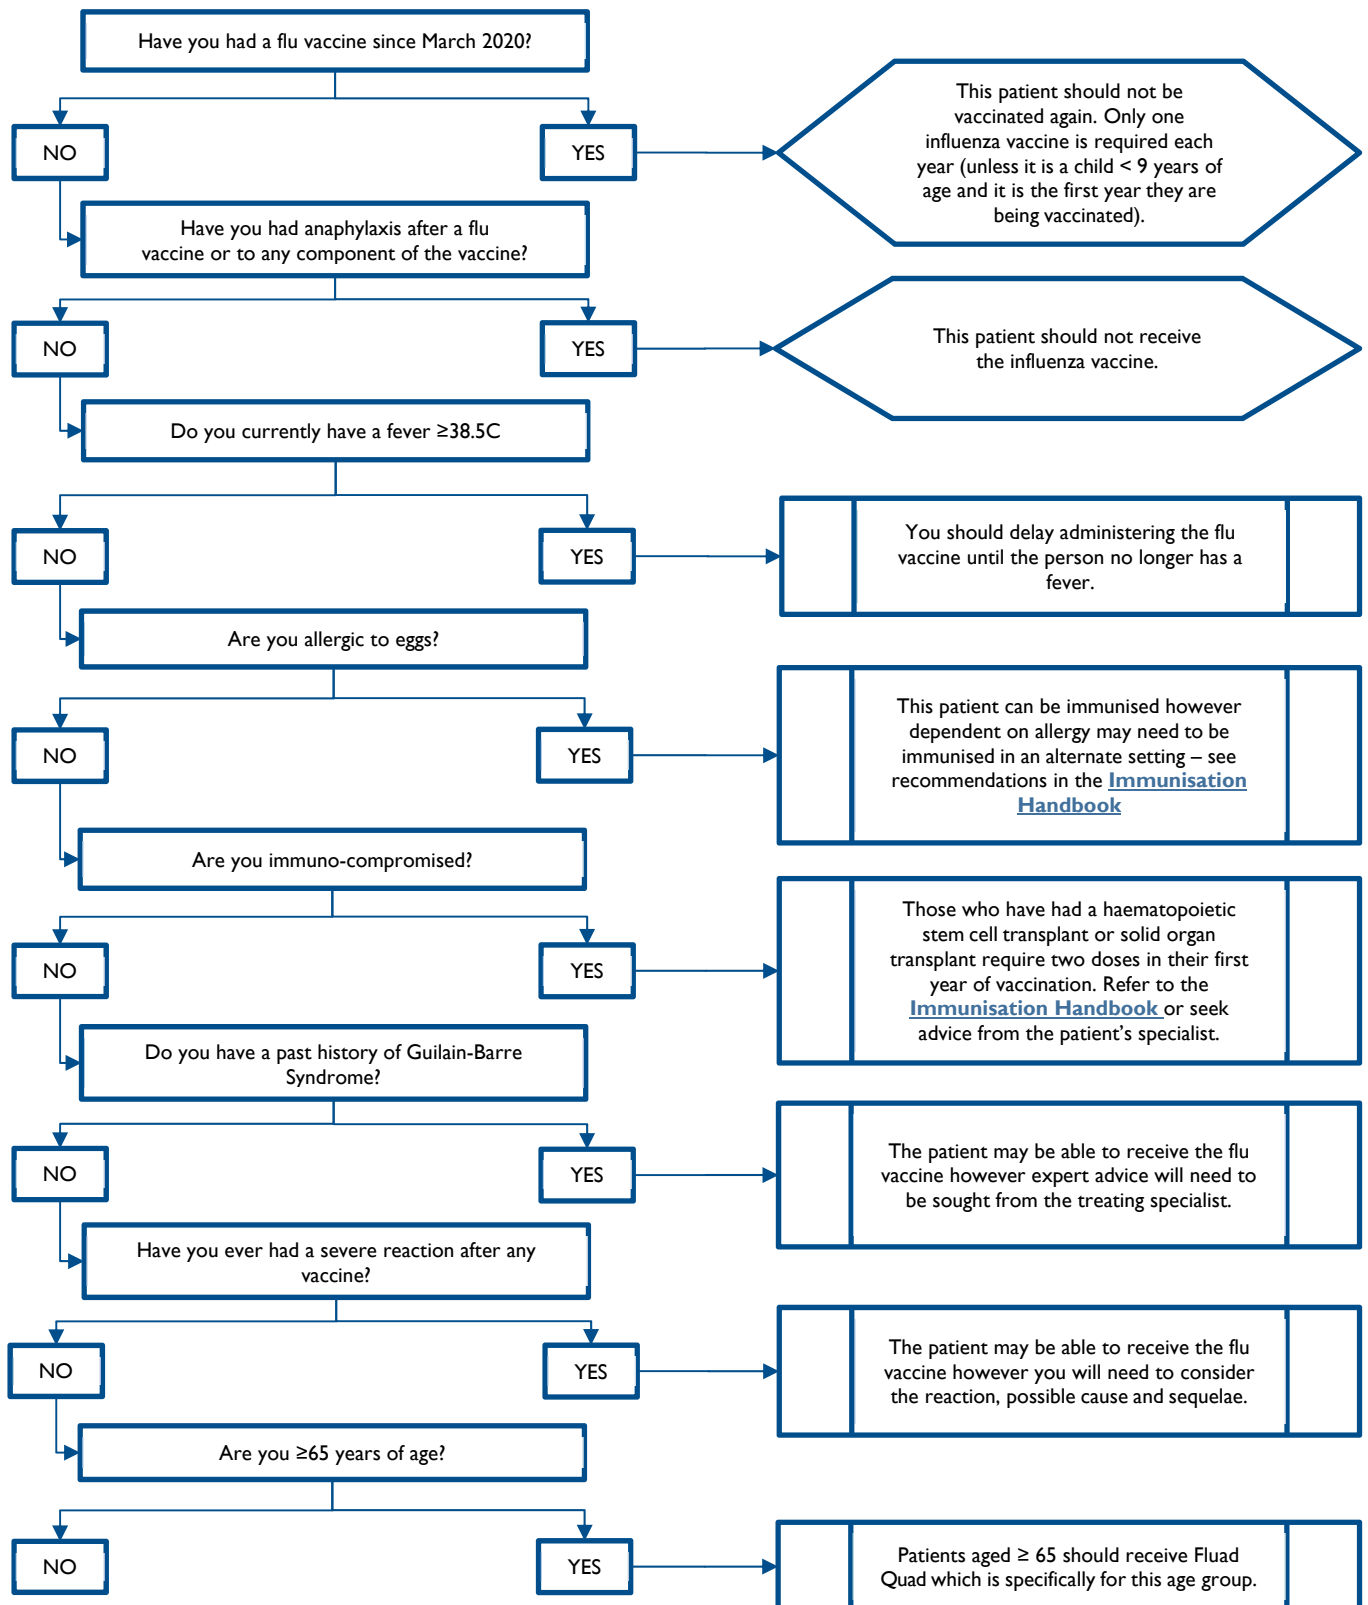 Have you had a flu vaccine since March 2020?
NO
YES
This patient should not be
vaccinated again. Only one
influenza vaccine is required each
year (unless it is a child < 9 years of
age and it is the first year they are
being vaccinated).
Have you had anaphylaxis after a flu
vaccine or to any component of the vaccine?
NO
YES
This patient should not receive
the influenza vaccine.
Do you currently have a fever ≥38.5C
NO
YES
You should delay administering the flu
vaccine until the person no longer has a
fever.
Are you allergic to eggs?
NO
YES
This patient can be immunised however
dependent on allergy may need to be
immunised in an alternate setting – see
recommendations in the Immunisation
Handbook
Are you immuno-compromised?
NO
YES
Those who have had a haematopoietic
stem cell transplant or solid organ
transplant require two doses in their first
year of vaccination. Refer to the
Immunisation Handbook or seek
advice from the patient’s specialist.
Do you have a past history of Guilain-Barre
Syndrome?
NO
YES
The patient may be able to receive the flu
vaccine however expert advice will need to
be sought from the treating specialist.
Have you ever had a severe reaction after any
vaccine?
NO
YES
The patient may be able to receive the flu
vaccine however you will need to consider
the reaction, possible cause and sequelae.
Are you ≥65 years of age?
NO
YES
Patients aged ≥ 65 should receive Fluad
Quad which is specifically for this age group.